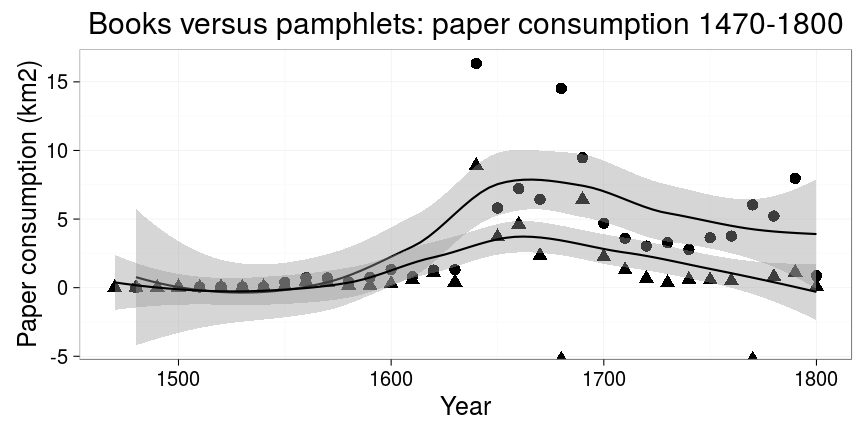 Books versus pamphlets: paper consumption 1470-1800
Paper consumption (km2)
15
10
5
0
-5
1500 1600 1700 1800
Year